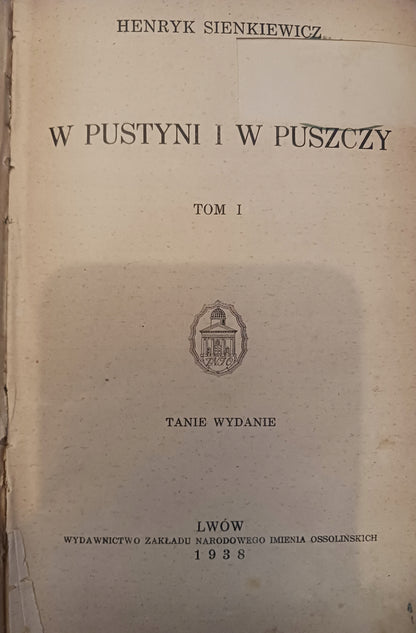 HENRYK SIENKIEWICZ
W PUSTYNI I W PUSZCZY
TOM I
TANIE WYDANIE
LWÓW
WYDAWNICTWO ZAKŁADU NARODOWEGO IMIENIA OSSOLIŃSKICH
1938